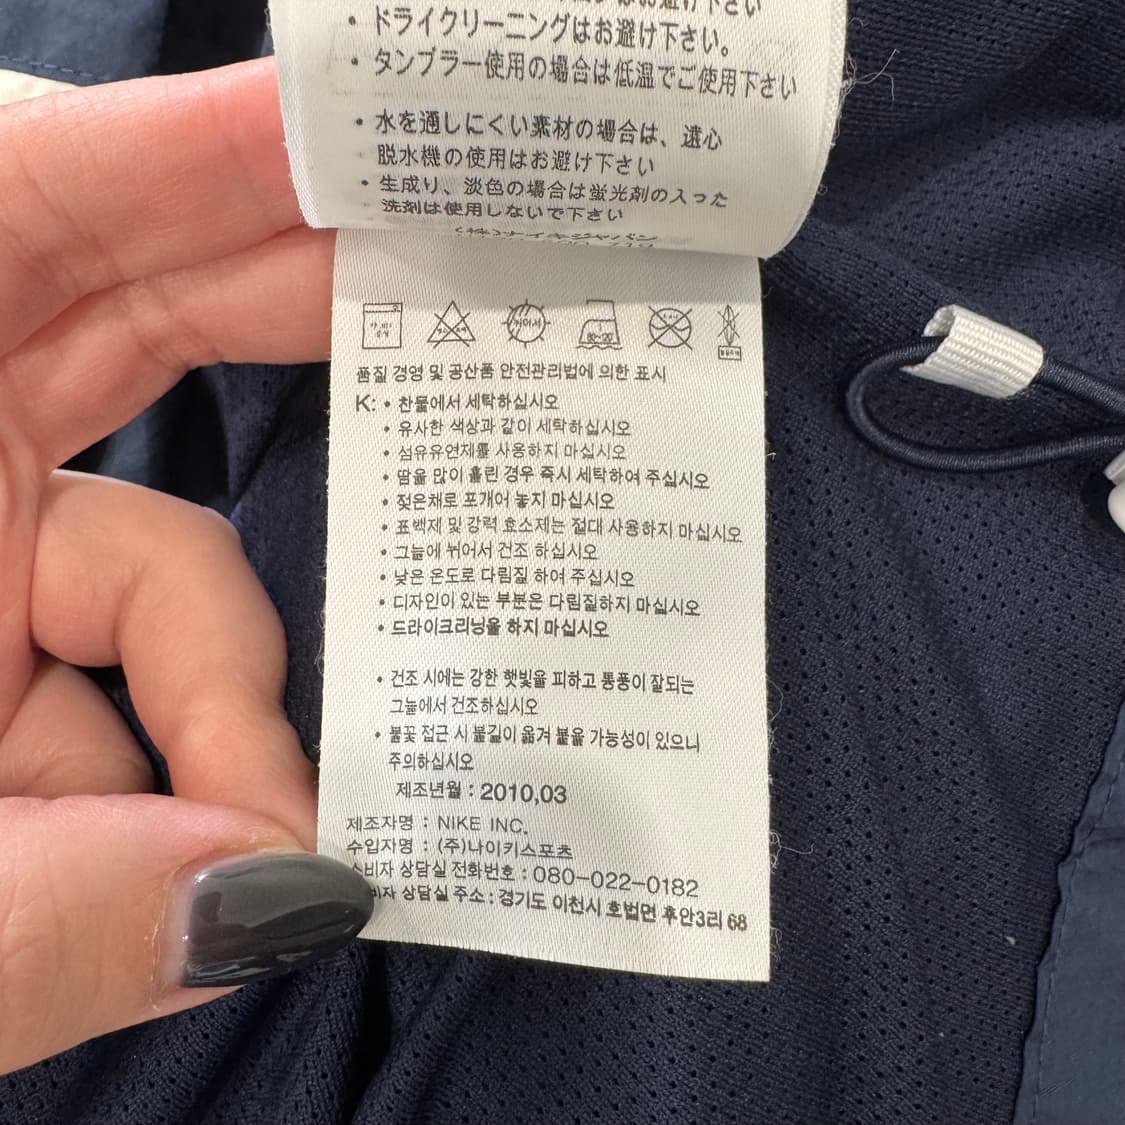 はお避け下さい
• ドライクリーニングはお避け下さい。
• タンブラー使用の場合は低温でご使用下さい
• 水を通しにくい素材の場合は、遠心
脱水機の使用はお避け下さい
• 生成り、淡色の場合は蛍光剤の入った
洗剤は使用しないで下さい
(株)ナイキジャパン
품질 경영 및 공산품 안전관리법에 의한 표시
K: • 찬물에서 세탁하십시오
• 유사한 색상과 같이 세탁하십시오
• 섬유유연제를 사용하지 마십시오
• 땀을 많이 흘린 경우 즉시 세탁하여 주십시오
• 젖은채로 포개어 놓지 마십시오
• 표백제 및 강력 효소제는 절대 사용하지 마십시오
• 그늘에 뉘어서 건조 하십시오
• 낮은 온도로 다림질 하여 주십시오
• 디자인이 있는 부분은 다림질하지 마십시오
• 드라이크리닝을 하지 마십시오
• 건조 시에는 강한 햇빛을 피하고 통풍이 잘되는
그늘에서 건조하십시오
• 불꽃 접근 시 불길이 옮겨 붙을 가능성이 있으니
주의하십시오
제조년월 : 2010,03
제조자명 : NIKE INC.
수입자명 : (주)나이키스포츠
소비자 상담실 전화번호 : 080-022-0182
비자 상담실 주소 : 경기도 이천시 호법면 후안3리 68